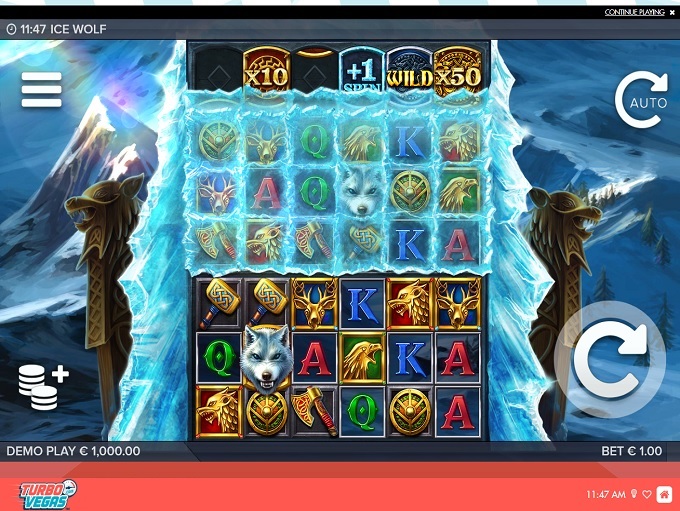 CONTINUE PLAYING ×
11:47 ICE WOLF
X10 +1 SPIN WILD X50
AUTO
Q K
A Q
K A
K
Q A K A
Q A
DEMO PLAY € 1,000.00
BET € 1.00
TURBO VEGAS
11:47 AM